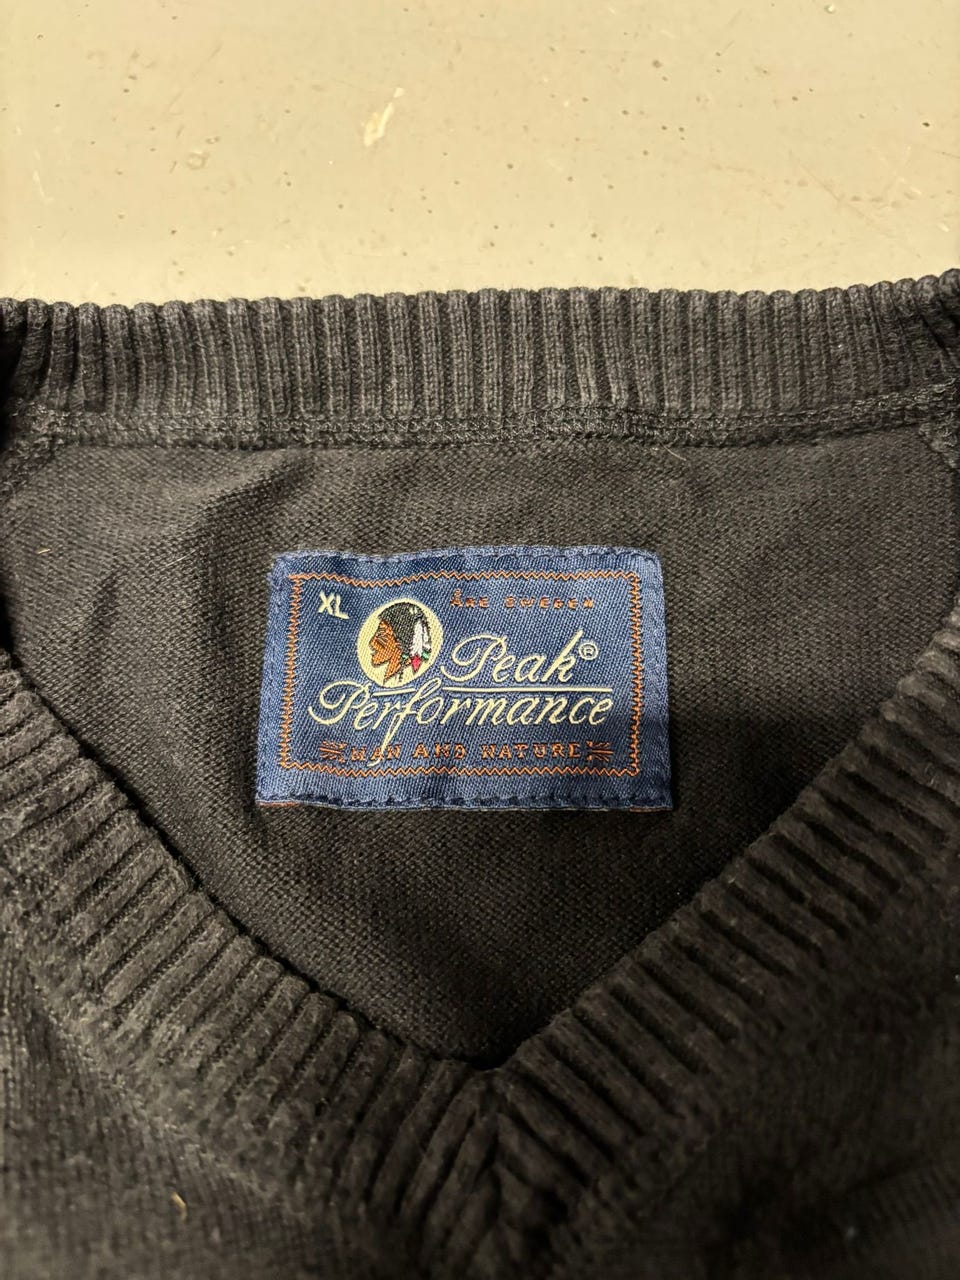 XL
ÅRE SWEDEN
Peak®
Performance
MAN AND NATURE